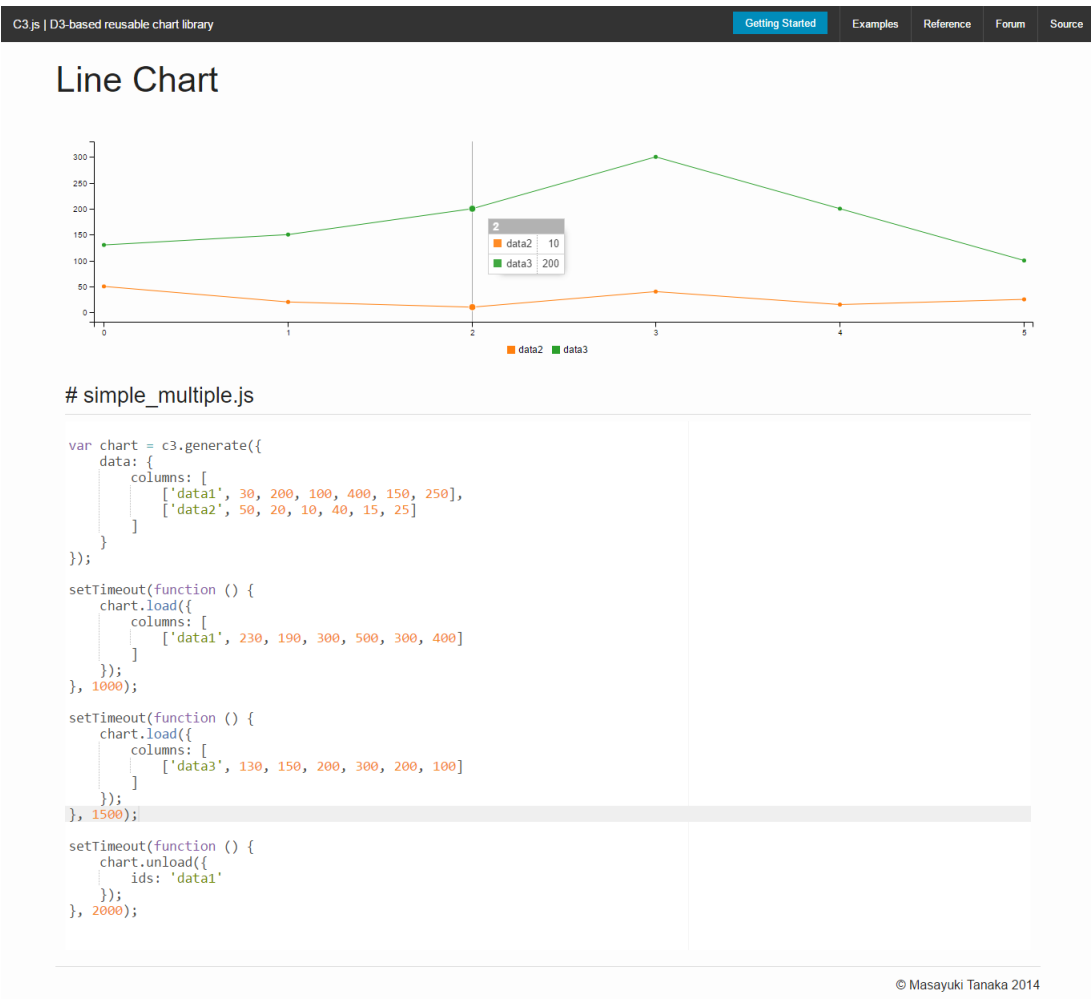 C3.js | D3-based reusable chart library Getting Started Examples Reference Forum Source
Line Chart
300
250
200
150
100
50
0
2
data2 10
data3 200
0 1 2 3 4 5
data2 data3
# simple_multiple.js
var chart = c3.generate({
    data: {
        columns: [
            ['data1', 30, 200, 100, 400, 150, 250],
            ['data2', 50, 20, 10, 40, 15, 25]
        ]
    }
});
setTimeout(function () {
    chart.load({
        columns: [
            ['data1', 230, 190, 300, 500, 300, 400]
        ]
    });
}, 1000);
setTimeout(function () {
    chart.load({
        columns: [
            ['data3', 130, 150, 200, 300, 200, 100]
        ]
    });
}, 1500);
setTimeout(function () {
    chart.unload({
        ids: 'data1'
    });
}, 2000);
© Masayuki Tanaka 2014